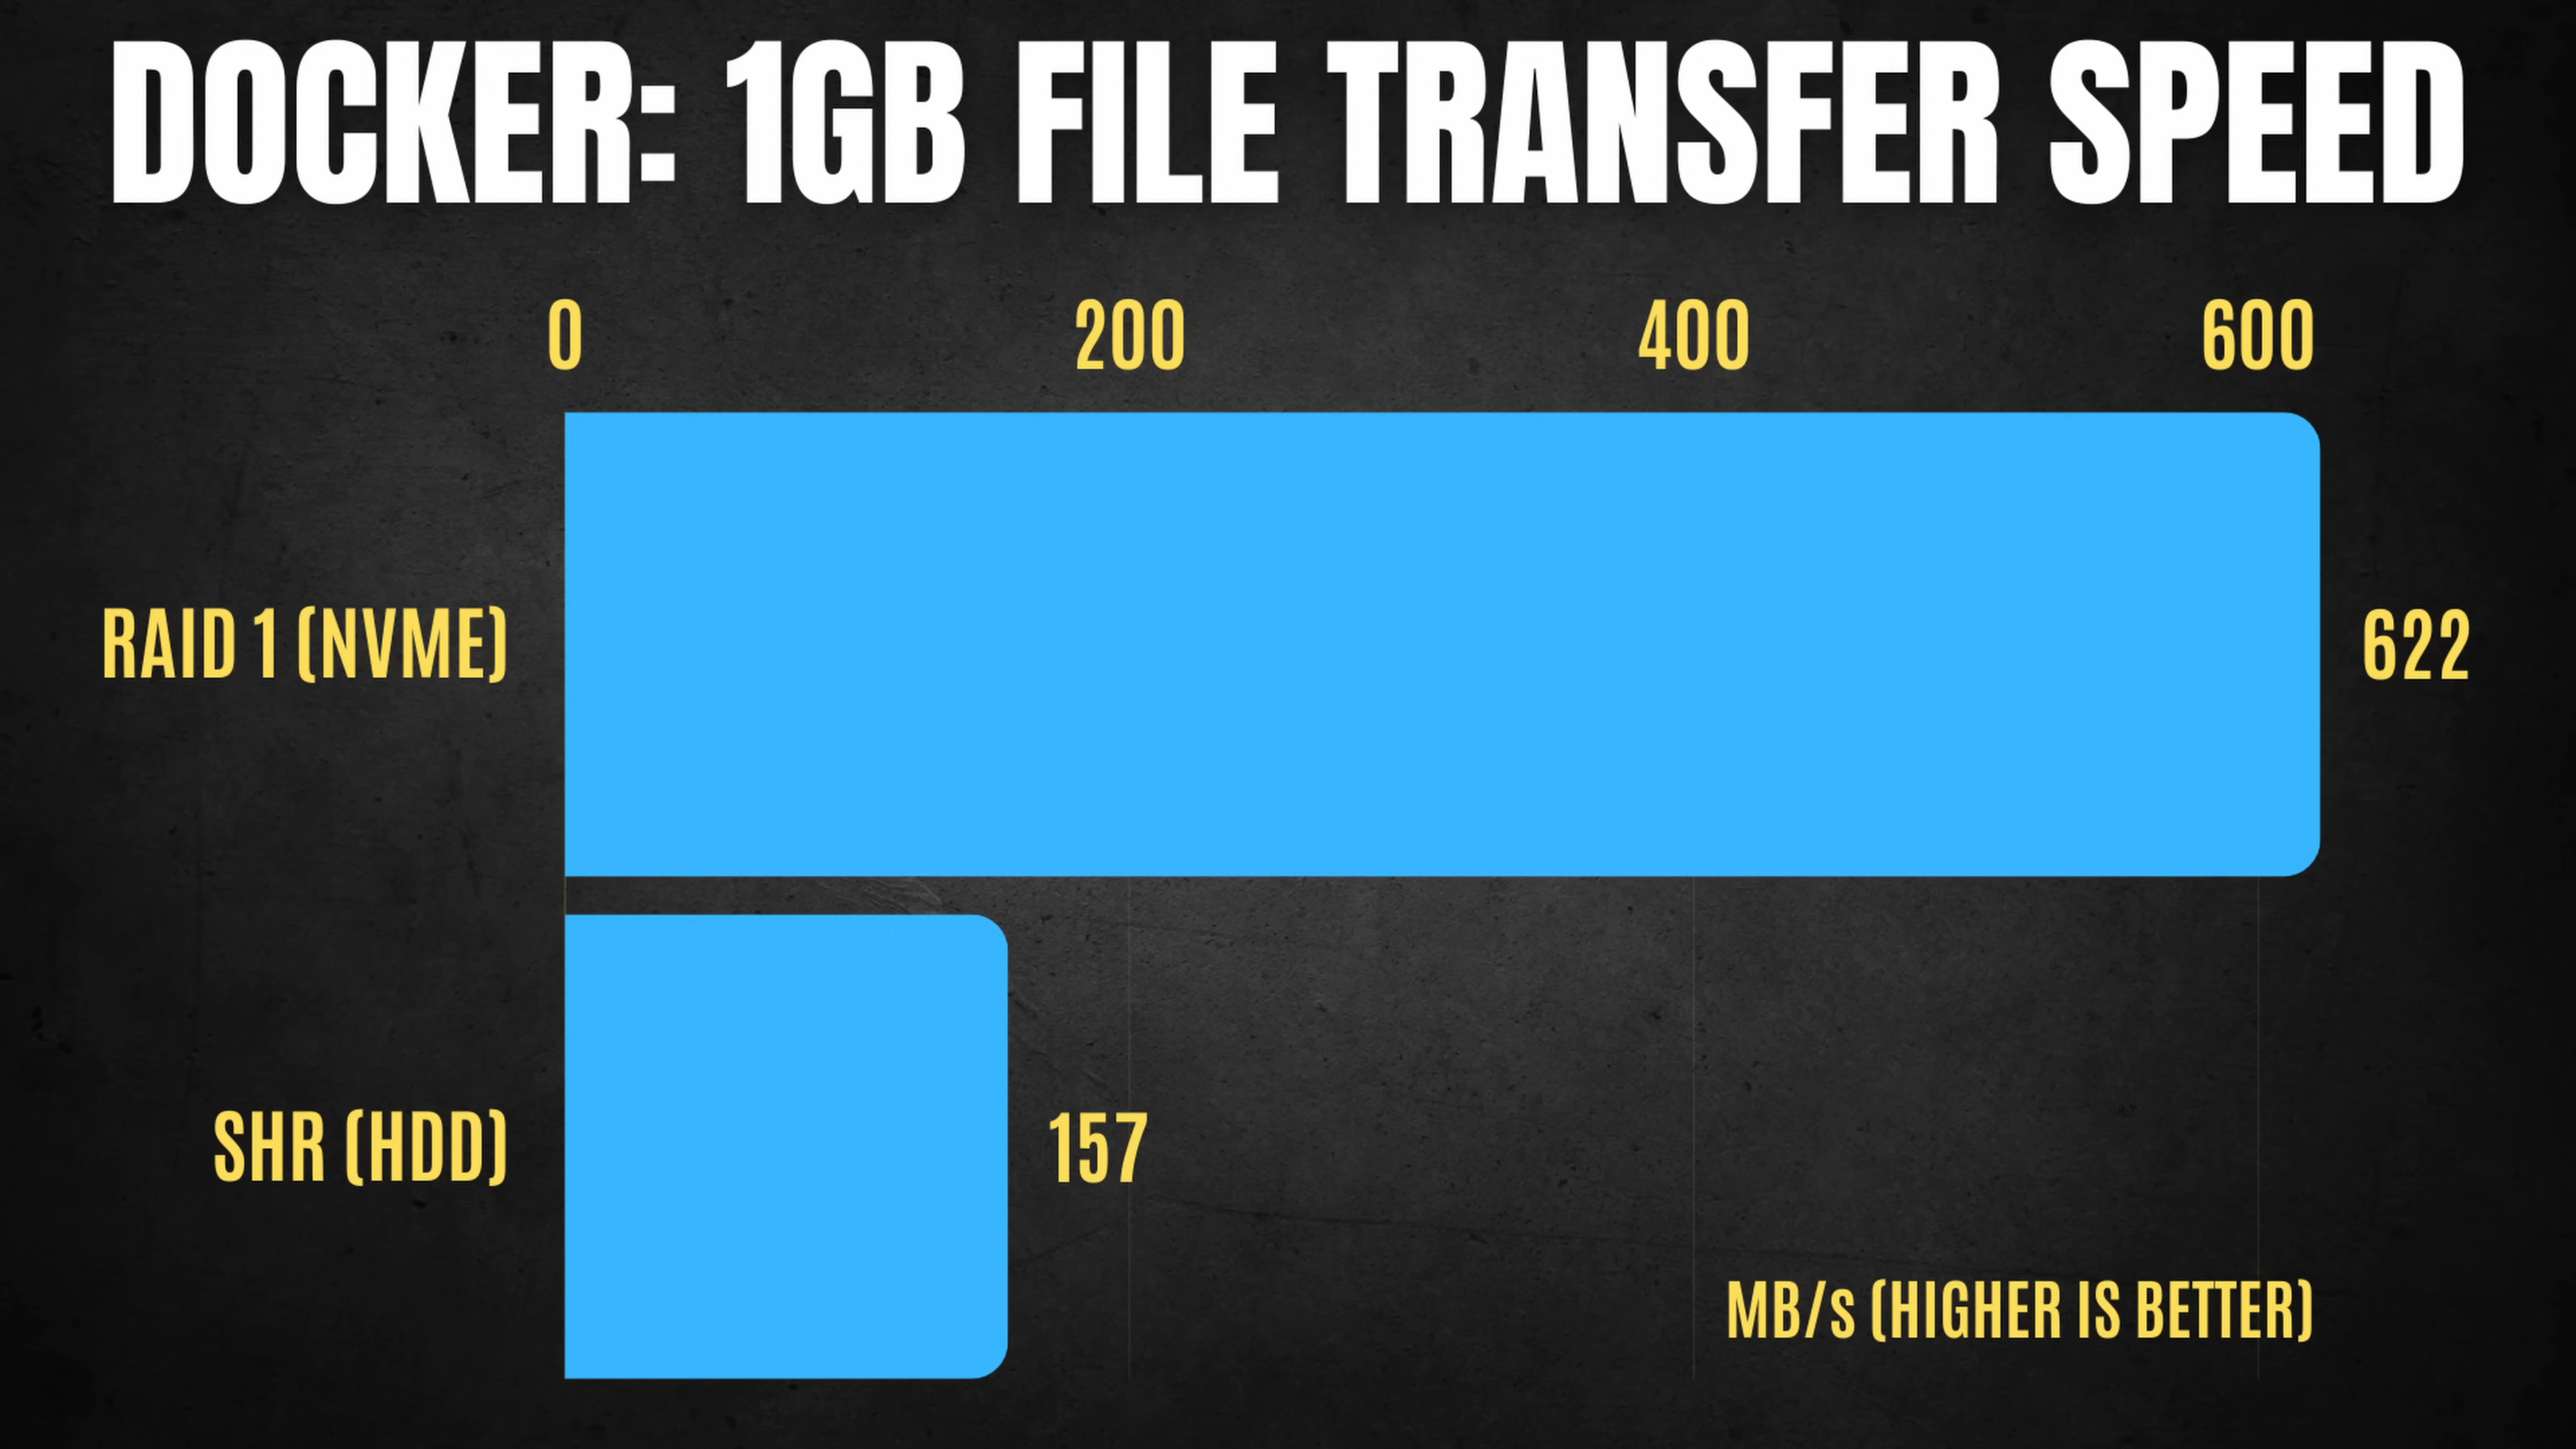 DOCKER: 1GB FILE TRANSFER SPEED
0 200 400 600
RAID 1 (NVME) 622
SHR (HDD) 157
MB/s (HIGHER IS BETTER)